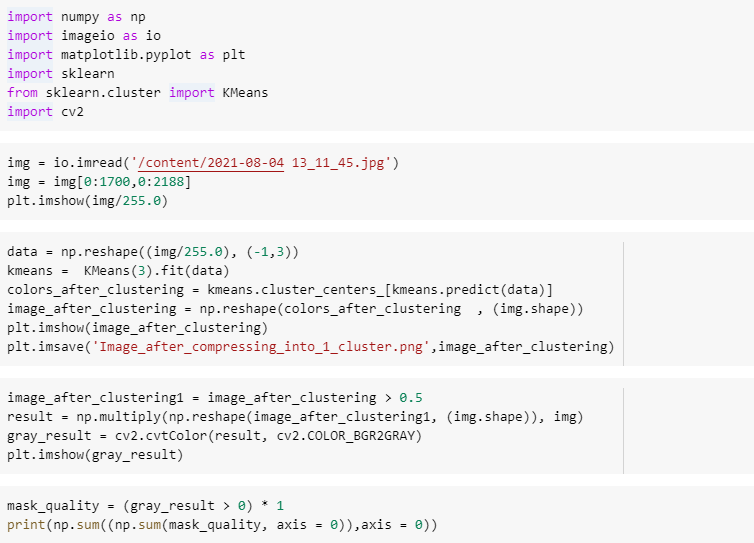 import numpy as np
import imageio as io
import matplotlib.pyplot as plt
import sklearn
from sklearn.cluster import KMeans
import cv2
img = io.imread('/content/2021-08-04 13_11_45.jpg')
img = img[0:1700,0:2188]
plt.imshow(img/255.0)
data = np.reshape((img/255.0), (-1,3))
kmeans =  KMeans(3).fit(data)
colors_after_clustering = kmeans.cluster_centers_[kmeans.predict(data)]
image_after_clustering = np.reshape(colors_after_clustering  , (img.shape))
plt.imshow(image_after_clustering)
plt.imsave('Image_after_compressing_into_1_cluster.png',image_after_clustering)
image_after_clustering1 = image_after_clustering > 0.5
result = np.multiply(np.reshape(image_after_clustering1, (img.shape)), img)
gray_result = cv2.cvtColor(result, cv2.COLOR_BGR2GRAY)
plt.imshow(gray_result)
mask_quality = (gray_result > 0) * 1
print(np.sum((np.sum(mask_quality, axis = 0)),axis = 0))